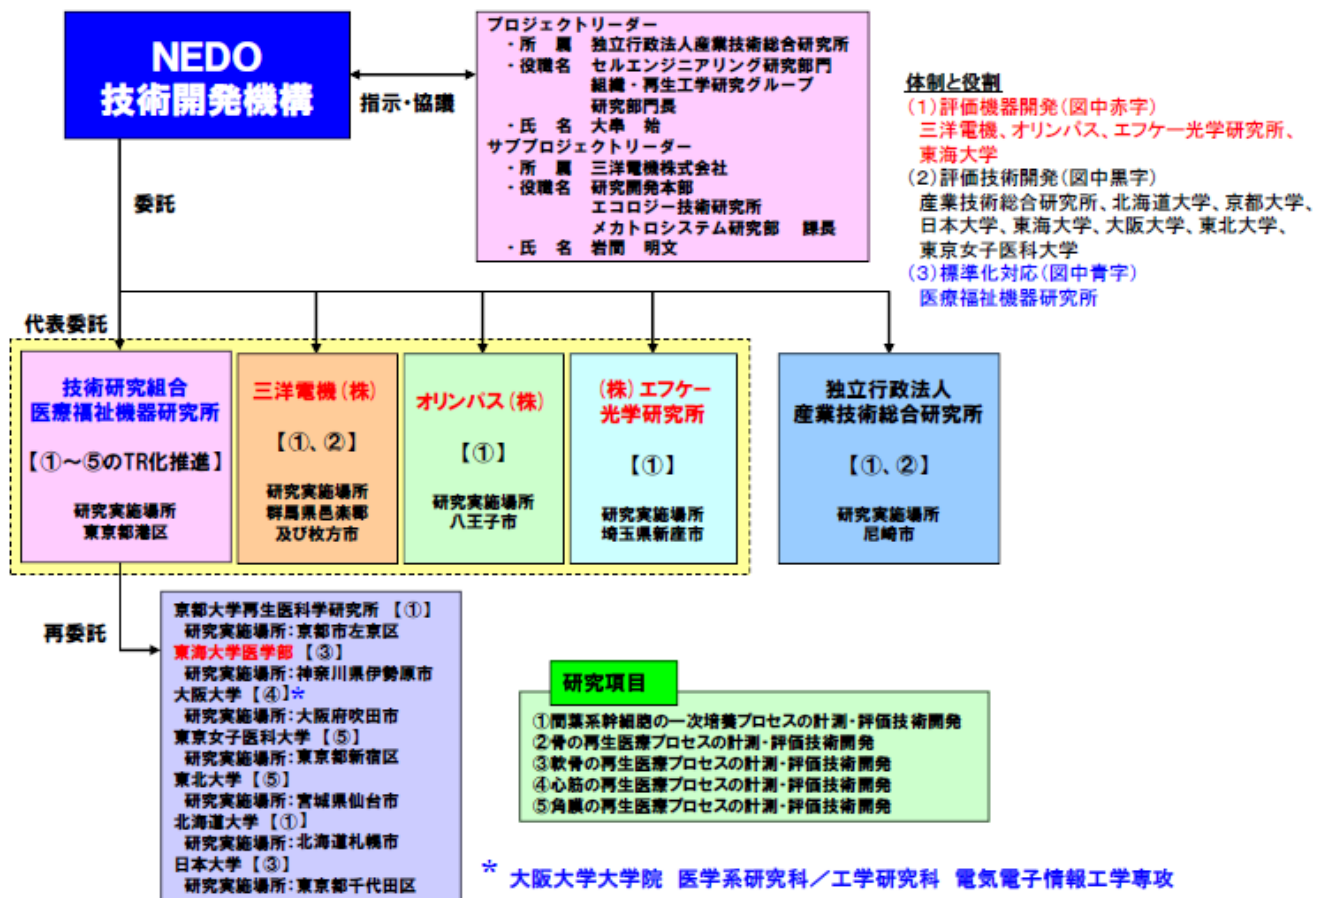 NEDO
技術開発機構
指示・協議
プロジェクトリーダー
・所　属　独立行政法人産業技術総合研究所
・役職名　セルエンジニアリング研究部門
組織・再生工学研究グループ
研究部門長
・氏　名　大串　始
サブプロジェクトリーダー
・所　属　三洋電機株式会社
・役職名　研究開発本部
エコロジー技術研究所
メカトロシステム研究部　課長
・氏　名　岩間　明文
体制と役割
(1)評価機器開発(図中赤字)
三洋電機、オリンパス、エフケー光学研究所、
東海大学
(2)評価技術開発(図中黒字)
産業技術総合研究所、北海道大学、京都大学、
日本大学、東海大学、大阪大学、東北大学、
東京女子医科大学
(3)標準化対応(図中青字)
医療福祉機器研究所
委託
代表委託
技術研究組合
医療福祉機器研究所
【①～⑤のTR化推進】
研究実施場所
東京都港区
三洋電機(株)
【①、②】
研究実施場所
群馬県邑楽郡
及び枚方市
オリンパス(株)
【①】
研究実施場所
八王子市
(株)エフケー
光学研究所
【①】
研究実施場所
埼玉県新座市
独立行政法人
産業技術総合研究所
【①、②】
研究実施場所
尼崎市
再委託
京都大学再生医科学研究所 【①】
研究実施場所:京都市左京区
東海大学医学部 【③】
研究実施場所:神奈川県伊勢原市
大阪大学 【④】*
研究実施場所:大阪府吹田市
東京女子医科大学 【⑤】
研究実施場所:東京都新宿区
東北大学 【⑤】
研究実施場所:宮城県仙台市
北海道大学 【①】
研究実施場所:北海道札幌市
日本大学 【③】
研究実施場所:東京都千代田区
研究項目
①間葉系幹細胞の一次培養プロセスの計測・評価技術開発
②骨の再生医療プロセスの計測・評価技術開発
③軟骨の再生医療プロセスの計測・評価技術開発
④心筋の再生医療プロセスの計測・評価技術開発
⑤角膜の再生医療プロセスの計測・評価技術開発
* 大阪大学大学院　医学系研究科／工学研究科　電気電子情報工学専攻